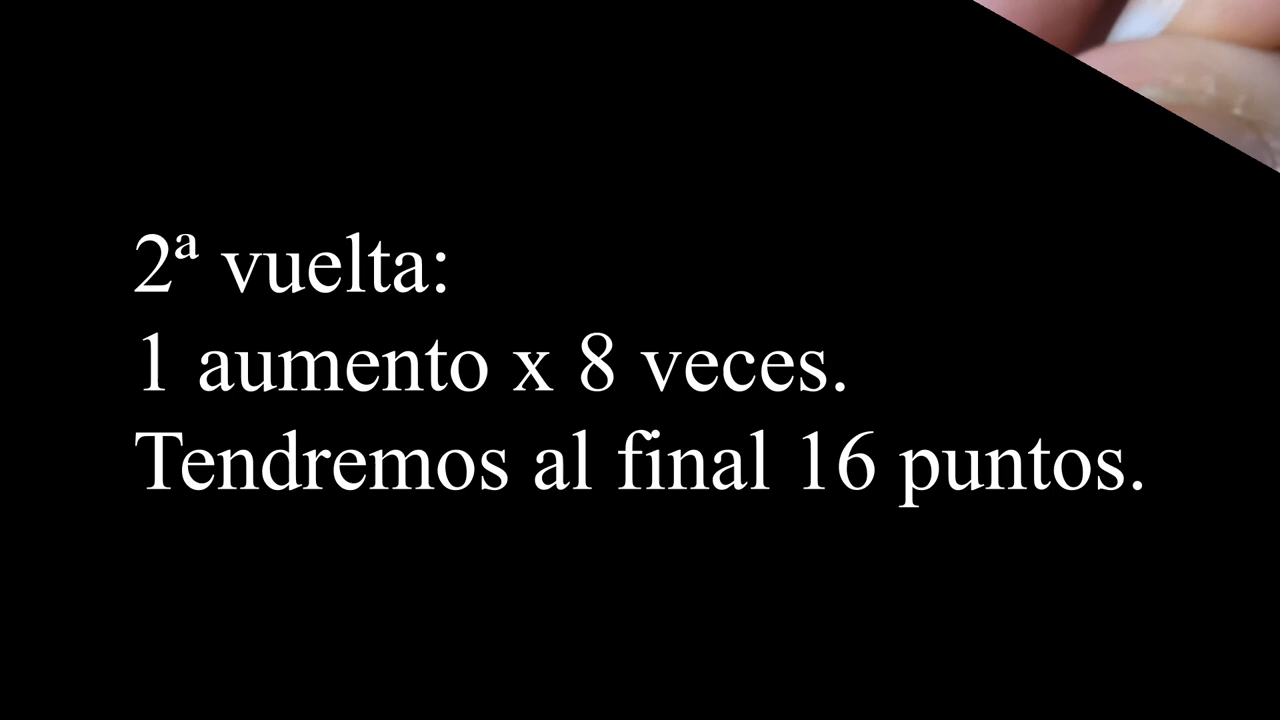 2ª vuelta:
1 aumento x 8 veces.
Tendremos al final 16 puntos.